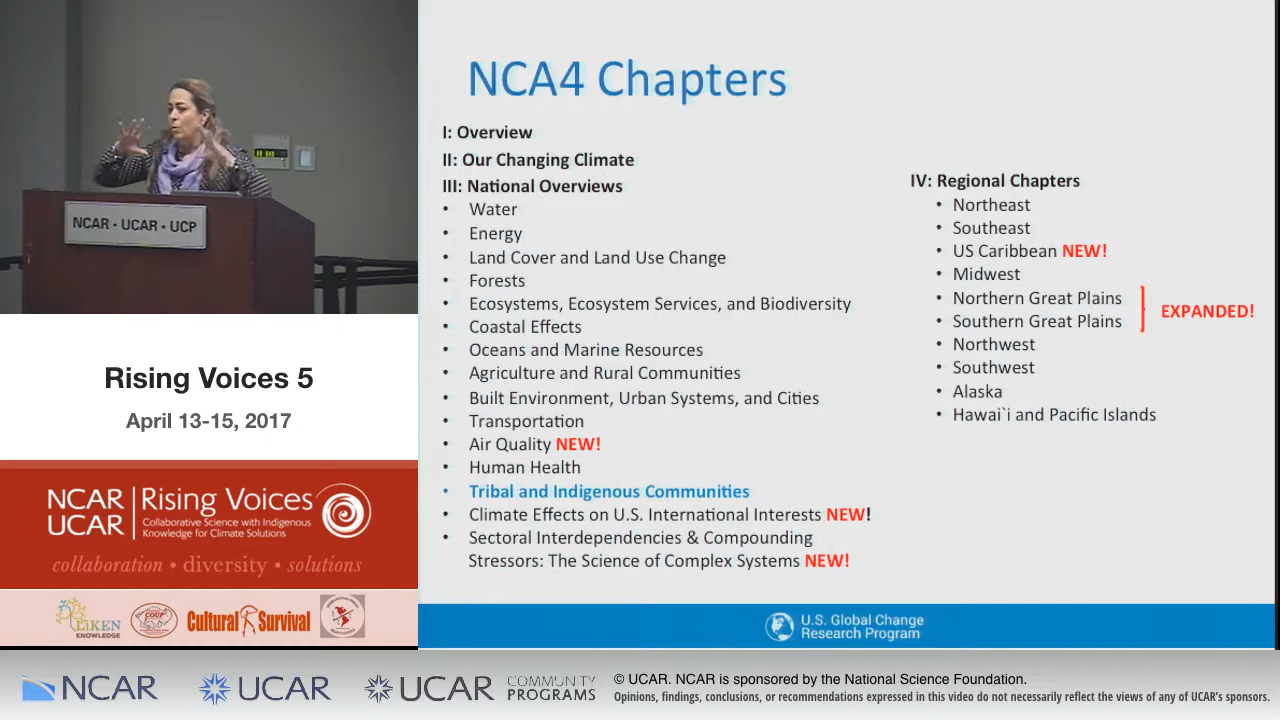 NCAR · UCAR · UCP
Rising Voices 5
April 13-15, 2017
NCAR
UCAR
Rising Voices
Collaborative Science with Indigenous
Knowledge for Climate Solutions
collaboration • diversity • solutions
LiKEN
KNOWLEDGE
COUP
Cultural Survival
NCA4 Chapters
I: Overview
II: Our Changing Climate
III: National Overviews
• Water
• Energy
• Land Cover and Land Use Change
• Forests
• Ecosystems, Ecosystem Services, and Biodiversity
• Coastal Effects
• Oceans and Marine Resources
• Agriculture and Rural Communities
• Built Environment, Urban Systems, and Cities
• Transportation
• Air Quality NEW!
• Human Health
• Tribal and Indigenous Communities
• Climate Effects on U.S. International Interests NEW!
• Sectoral Interdependencies & Compounding
Stressors: The Science of Complex Systems NEW!
IV: Regional Chapters
• Northeast
• Southeast
• US Caribbean NEW!
• Midwest
• Northern Great Plains
• Southern Great Plains
EXPANDED!
• Northwest
• Southwest
• Alaska
• Hawai`i and Pacific Islands
U.S. Global Change
Research Program
NCAR
UCAR
UCAR
COMMUNITY
PROGRAMS
© UCAR. NCAR is sponsored by the National Science Foundation.
Opinions, findings, conclusions, or recommendations expressed in this video do not necessarily reflect the views of any of UCAR's sponsors.